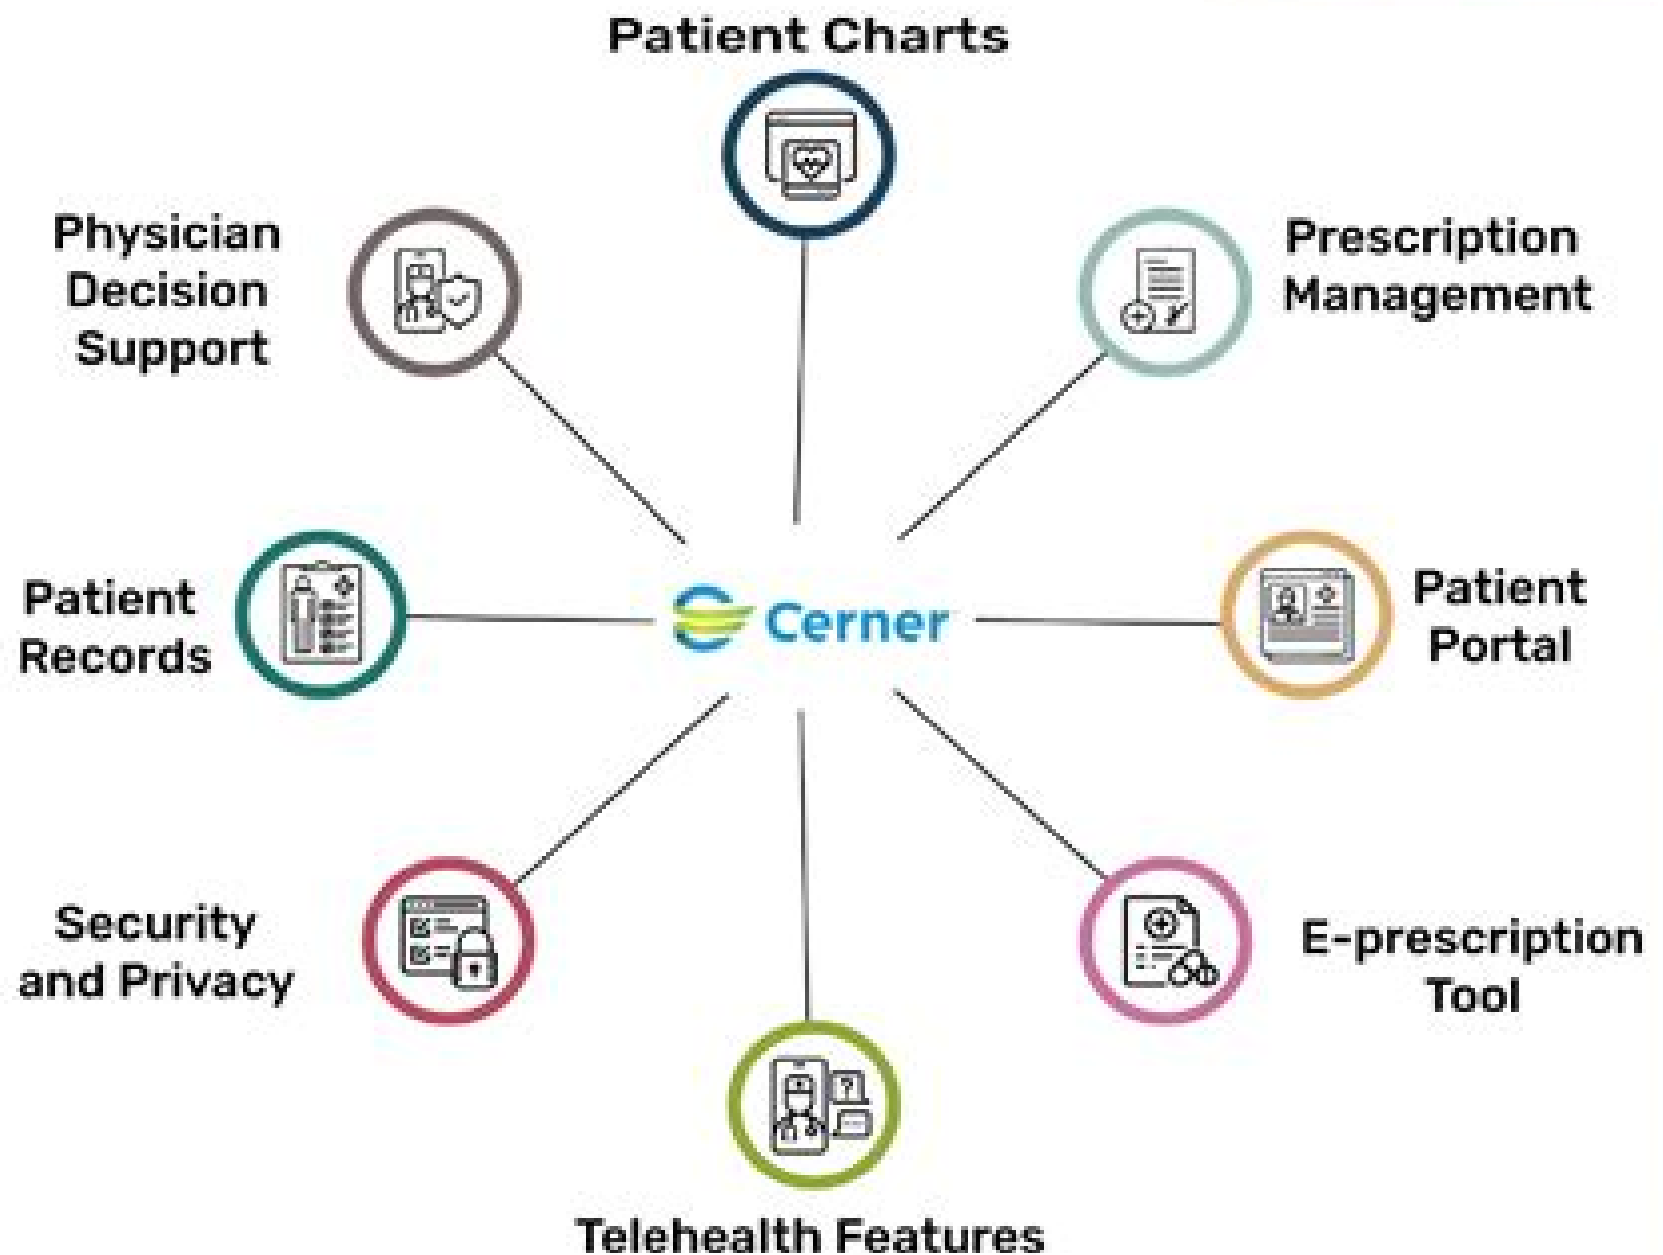 Patient Charts
Physician
Decision
Support
Prescription
Management
Patient
Records
Cerner
Patient
Portal
Security
and Privacy
E-prescription
Tool
?
Telehealth Features